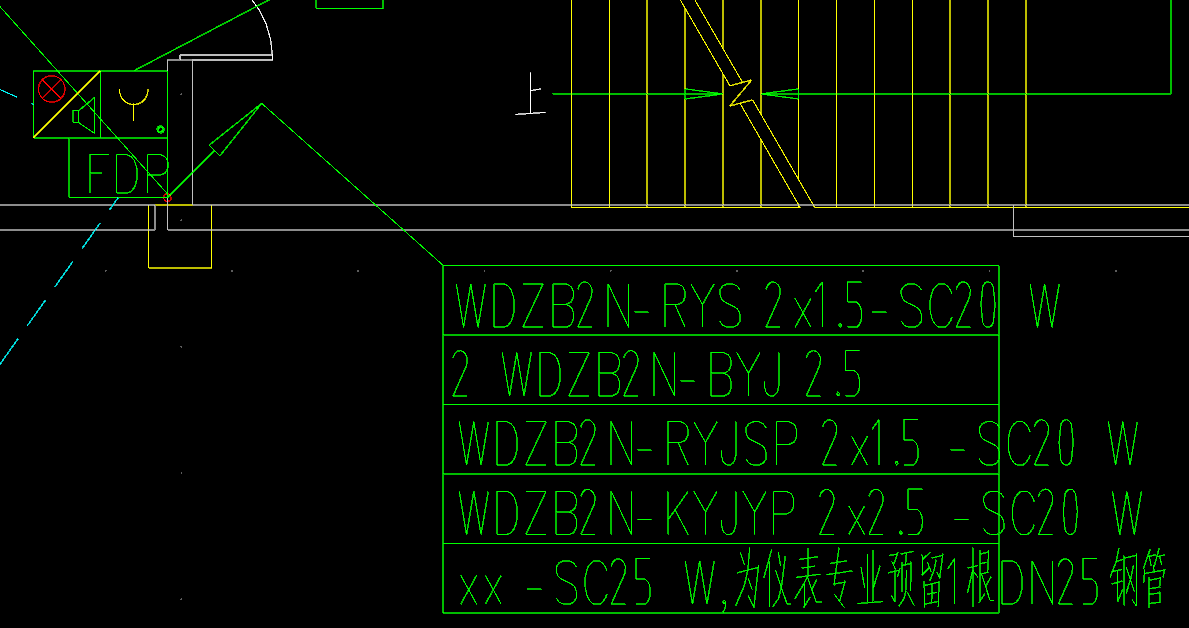 上
FDP
WDZB2N-RYS 2x1.5-SC20 W
2 WDZB2N-BYJ 2.5
WDZB2N-RYJSP 2x1.5 -SC20 W
WDZB2N-KYJYP 2x2.5 -SC20 W
xx -SC25 W,为仪表专业预留1根DN25钢管